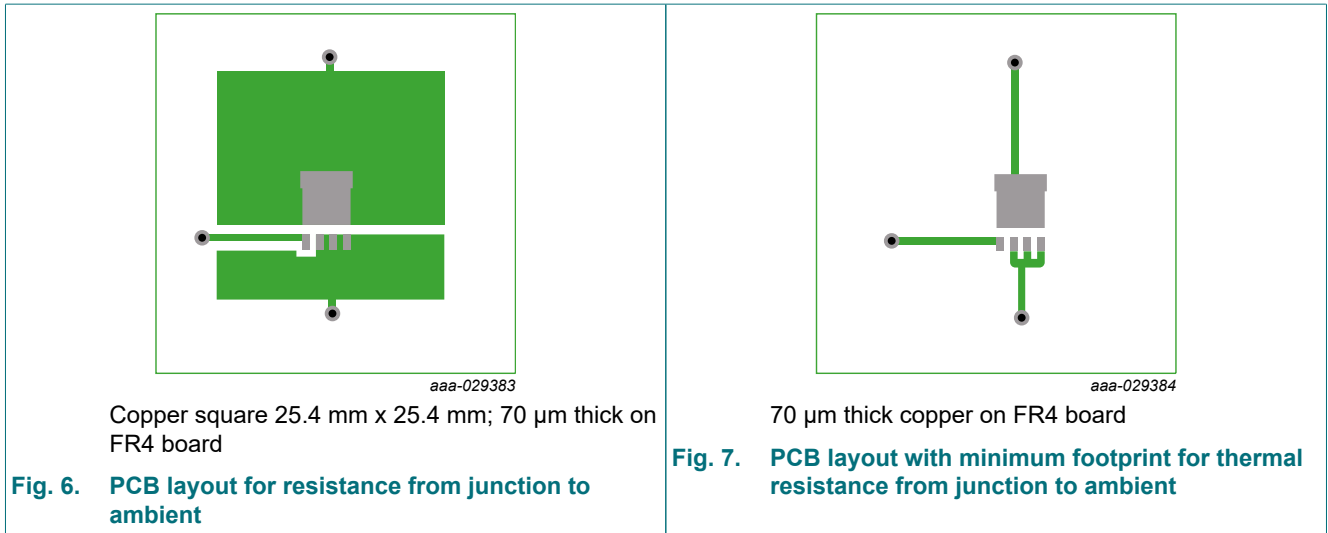 aaa-029383
Copper square 25.4 mm x 25.4 mm; 70 μm thick on
FR4 board
Fig. 6. PCB layout for resistance from junction to
ambient
aaa-029384
70 μm thick copper on FR4 board
Fig. 7. PCB layout with minimum footprint for thermal
resistance from junction to ambient